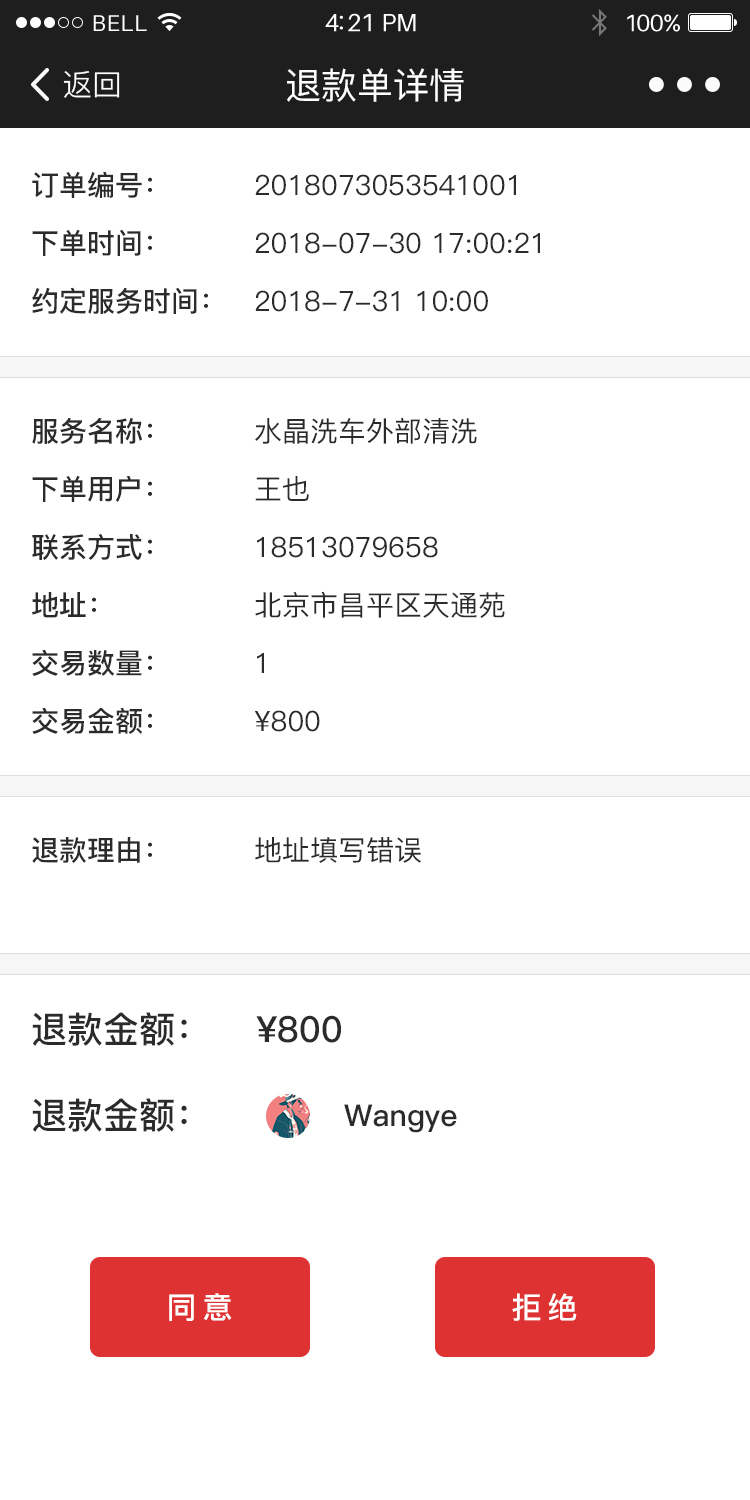 BELL 4:21 PM 100%
返回 退款单详情
订单编号: 2018073053541001
下单时间: 2018-07-30 17:00:21
约定服务时间: 2018-7-31 10:00
服务名称: 水晶洗车外部清洗
下单用户: 王也
联系方式: 18513079658
地址: 北京市昌平区天通苑
交易数量: 1
交易金额: ¥800
退款理由: 地址填写错误
退款金额: ¥800
退款金额: Wangye
同意 拒绝